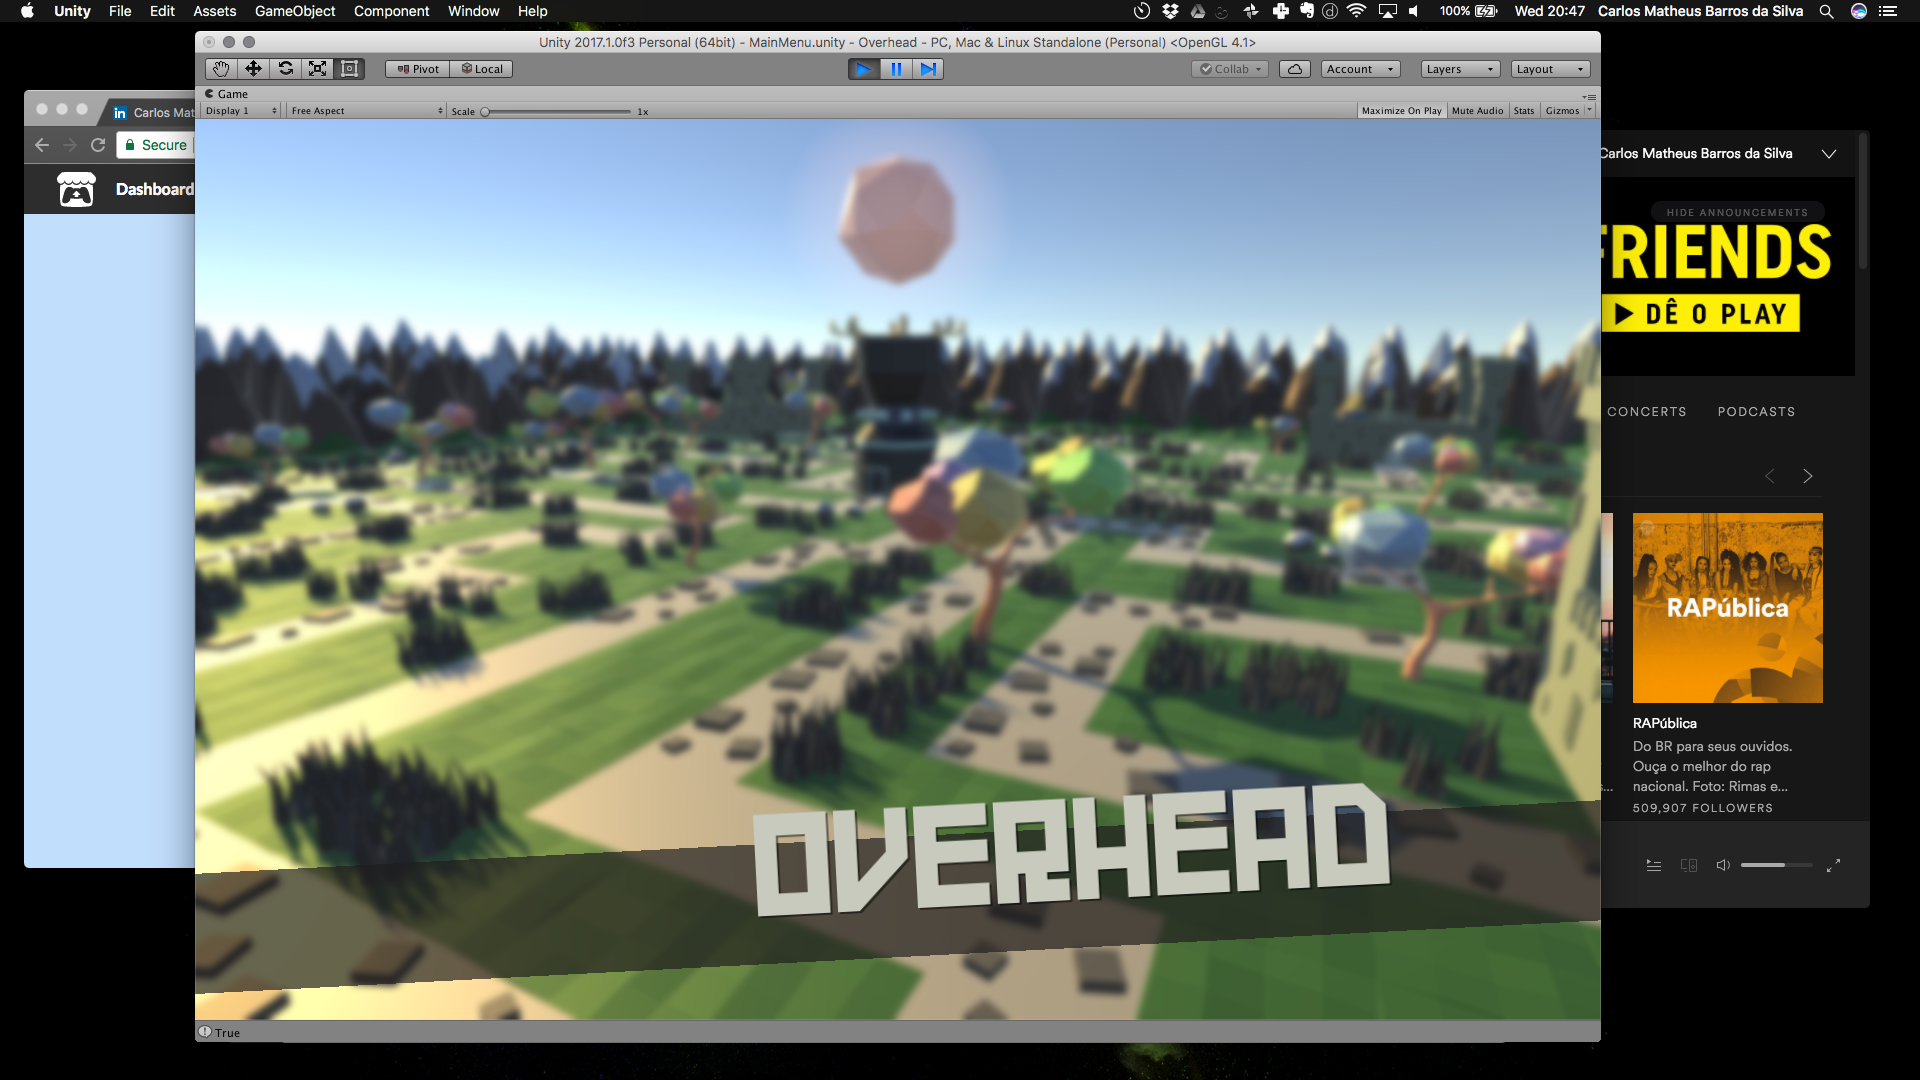 Unity File Edit Assets GameObject Component Window Help
100% Wed 20:47 Carlos Matheus Barros da Silva
Unity 2017.1.0f3 Personal (64bit) - MainMenu.unity - Overhead - PC, Mac & Linux Standalone (Personal) <OpenGL 4.1>
Pivot Local Collab Account Layers Layout
Game
Display 1 Free Aspect Scale 1x Maximize On Play Mute Audio Stats Gizmos
in Carlos Mat
Secure
Dashboard
Carlos Matheus Barros da Silva
HIDE ANNOUNCEMENTS
FRIENDS
DÊ O PLAY
CONCERTS PODCASTS
RAPública
RAPública
Do BR para seus ouvidos.
Ouça o melhor do rap
s... nacional. Foto: Rimas e...
509,907 FOLLOWERS
OVERHEAD
True